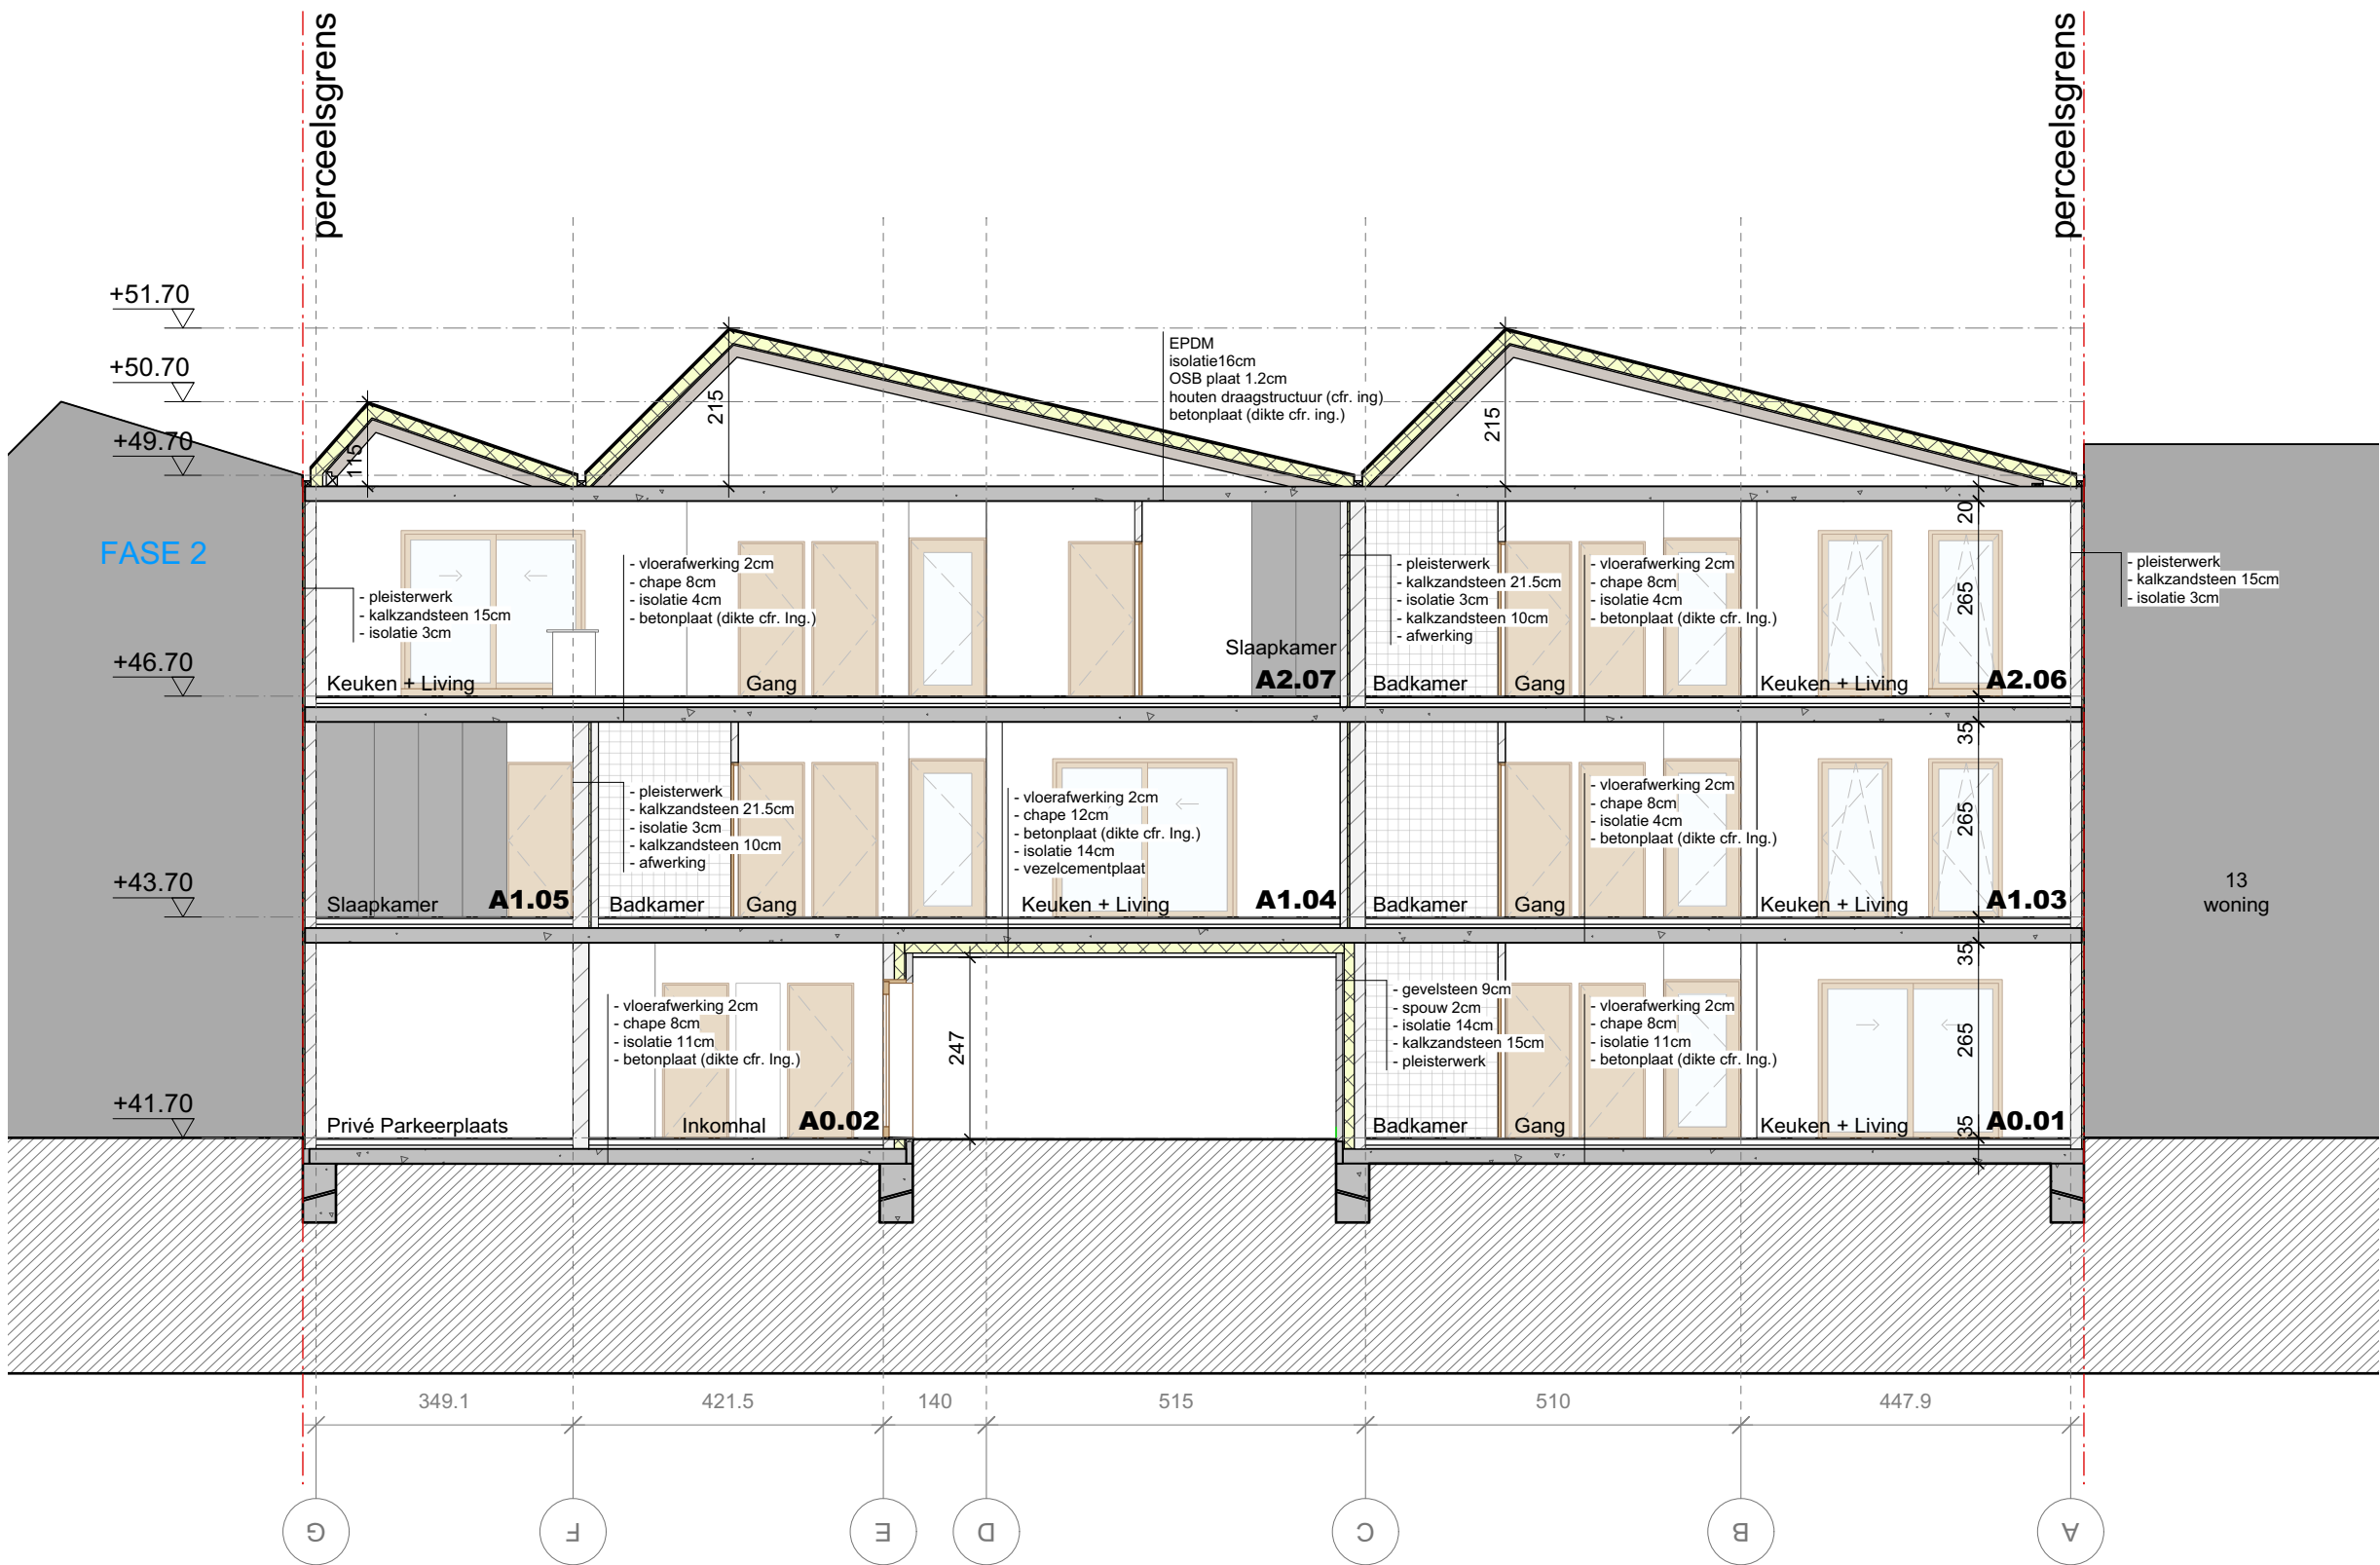 perceelsgrens
perceelsgrens
+51.70
+50.70
+49.70
+46.70
+43.70
+41.70
FASE 2
115
215
EPDM
isolatie16cm
OSB plaat 1.2cm
houten draagstructuur (cfr. ing)
betonplaat (dikte cfr. ing.)
215
- pleisterwerk
- kalkzandsteen 15cm
- isolatie 3cm
- vloerafwerking 2cm
- chape 8cm
- isolatie 4cm
- betonplaat (dikte cfr. Ing.)
- pleisterwerk
- kalkzandsteen 21.5cm
- isolatie 3cm
- kalkzandsteen 10cm
- afwerking
- vloerafwerking 2cm
- chape 8cm
- isolatie 4cm
- betonplaat (dikte cfr. Ing.)
20
265
- pleisterwerk
- kalkzandsteen 15cm
- isolatie 3cm
Keuken + Living
Gang
Slaapkamer
A2.07
Badkamer
Gang
Keuken + Living
A2.06
35
- pleisterwerk
- kalkzandsteen 21.5cm
- isolatie 3cm
- kalkzandsteen 10cm
- afwerking
- vloerafwerking 2cm
- chape 12cm
- betonplaat (dikte cfr. Ing.)
- isolatie 14cm
- vezelcementplaat
- vloerafwerking 2cm
- chape 8cm
- isolatie 4cm
- betonplaat (dikte cfr. Ing.)
265
Slaapkamer
A1.05
Badkamer
Gang
Keuken + Living
A1.04
Badkamer
Gang
Keuken + Living
A1.03
13
woning
35
- vloerafwerking 2cm
- chape 8cm
- isolatie 11cm
- betonplaat (dikte cfr. Ing.)
247
- gevelsteen 9cm
- spouw 2cm
- isolatie 14cm
- kalkzandsteen 15cm
- pleisterwerk
- vloerafwerking 2cm
- chape 8cm
- isolatie 11cm
- betonplaat (dikte cfr. Ing.)
265
Privé Parkeerplaats
Inkomhal
A0.02
Badkamer
Gang
Keuken + Living
A0.01
35
349.1
421.5
140
515
510
447.9
G
F
E
D
C
B
A